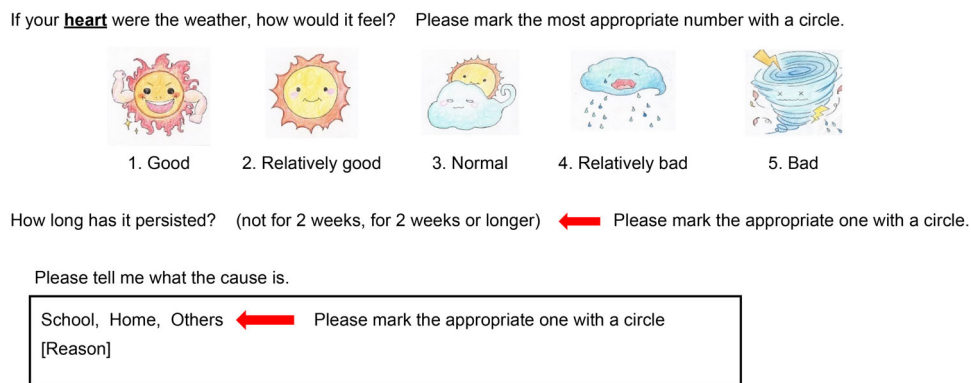 If your heart were the weather, how would it feel? Please mark the most appropriate number with a circle.
1. Good 2. Relatively good 3. Normal 4. Relatively bad 5. Bad
How long has it persisted? (not for 2 weeks, for 2 weeks or longer) Please mark the appropriate one with a circle.
Please tell me what the cause is.
School, Home, Others Please mark the appropriate one with a circle
[Reason]